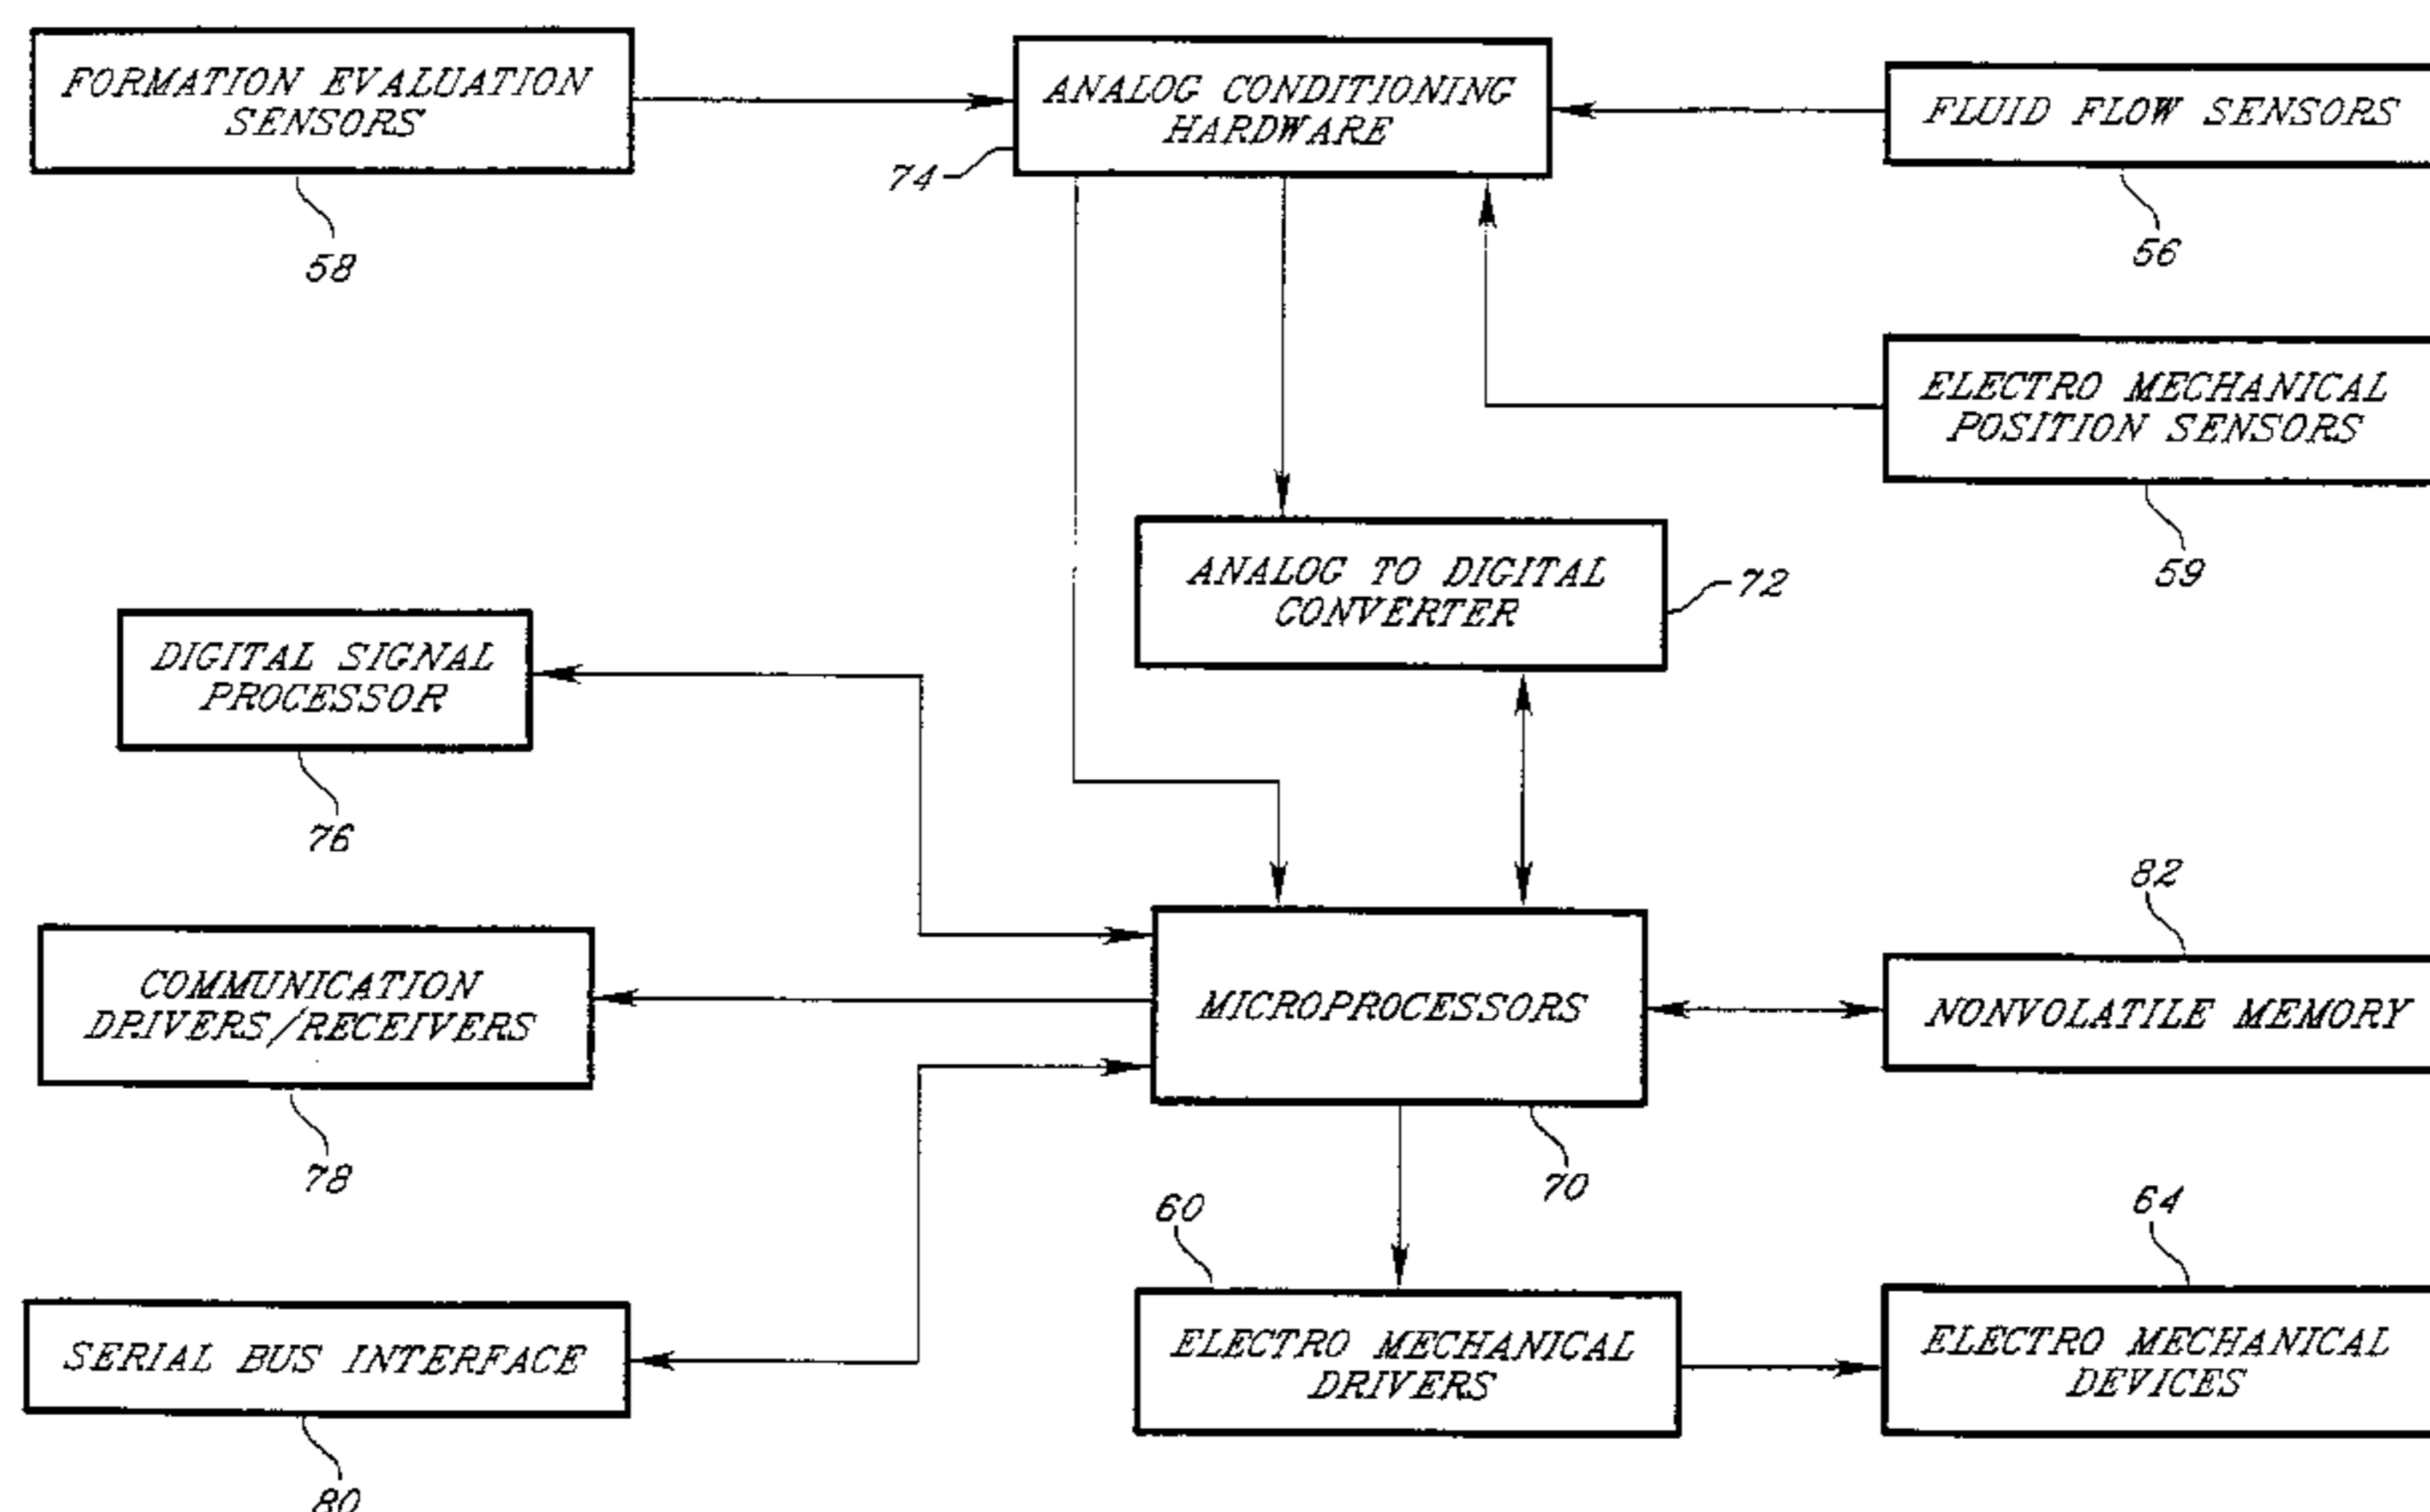 FORMATION EVALUATION
SENSORS
58
ANALOG CONDITIONING
HARDWARE
74
FLUID FLOW SENSORS
56
ELECTRO MECHANICAL
POSITION SENSORS
59
ANALOG TO DIGITAL
CONVERTER
72
DIGITAL SIGNAL
PROCESSOR
76
COMMUNICATION
DRIVERS/RECEIVERS
78
MICROPROCESSORS
70
82
NONVOLATILE MEMORY
SERIAL BUS INTERFACE
80
60
ELECTRO MECHANICAL
DRIVERS
64
ELECTRO MECHANICAL
DEVICES